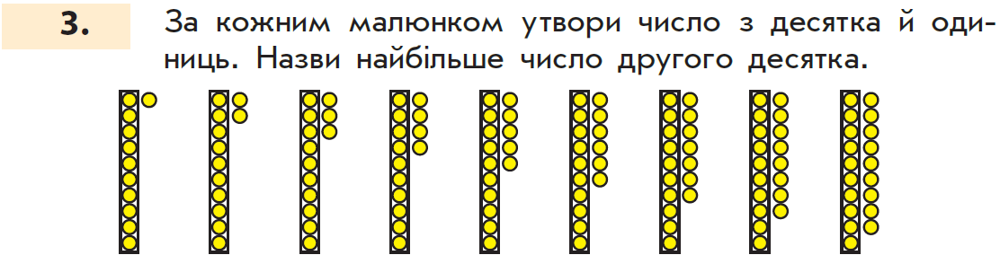 3. За кожним малюнком утвори число з десятка й оди-
ниць. Назви найбільше число другого десятка.